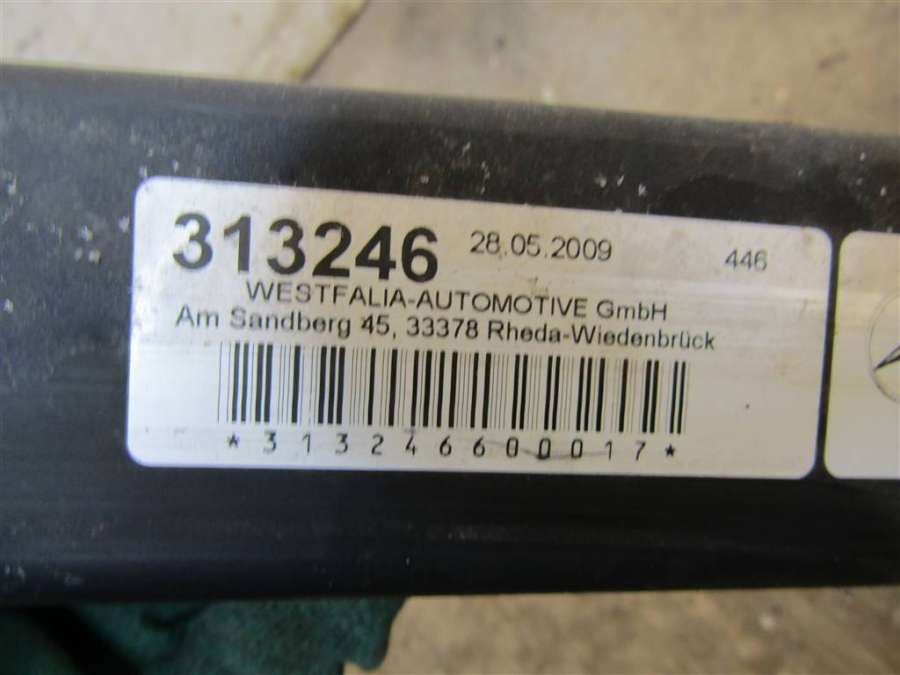 313246 28.05.2009 446
WESTFALIA-AUTOMOTIVE GmbH
Am Sandberg 45, 33378 Rheda-Wiedenbrück
*313246600017*